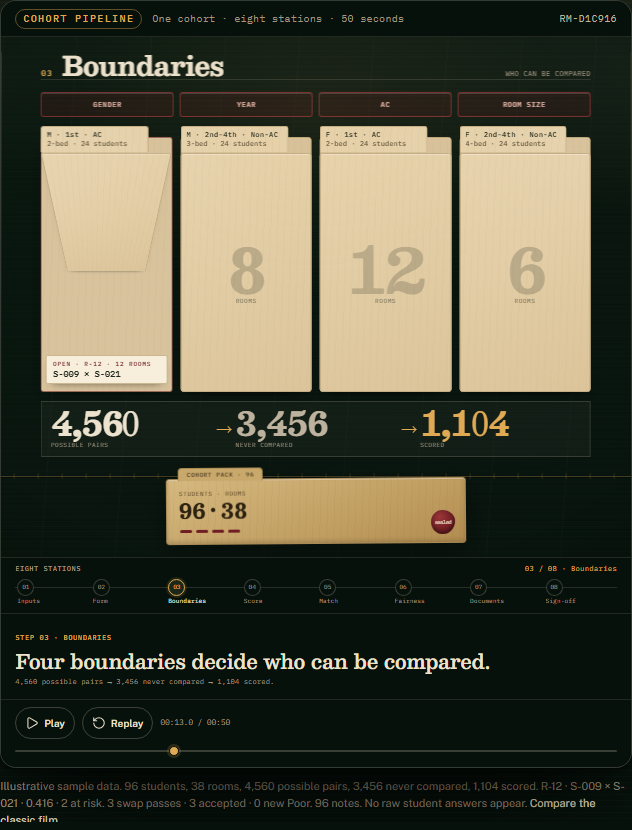 COHORT PIPELINE One cohort · eight stations · 50 seconds RM-D1C916
03 Boundaries WHO CAN BE COMPARED
GENDER YEAR AC ROOM SIZE
M · 1st · AC
2-bed · 24 students
M · 2nd-4th · Non-AC
3-bed · 24 students
F · 1st · AC
2-bed · 24 students
F · 2nd-4th · Non-AC
4-bed · 24 students
8
ROOMS
12
ROOMS
6
ROOMS
OPEN · R-12 · 12 ROOMS
S-009 × S-021
4,560 → 3,456 → 1,104
POSSIBLE PAIRS NEVER COMPARED SCORED
COHORT PACK · 96
STUDENTS · ROOMS
96·38
sealed
EIGHT STATIONS 03 / 08 · Boundaries
01 02 03 04 05 06 07 08
Inputs Form Boundaries Score Match Fairness Documents Sign-off
STEP 03 · BOUNDARIES
Four boundaries decide who can be compared.
4,560 possible pairs → 3,456 never compared → 1,104 scored.
Play Replay 00:13.0 / 00:50
Illustrative sample data. 96 students, 38 rooms, 4,560 possible pairs, 3,456 never compared, 1,104 scored. R-12 · S-009 × S-
021 · 0.416 · 2 at risk. 3 swap passes · 3 accepted · 0 new Poor. 96 notes. No raw student answers appear. Compare the
classic film